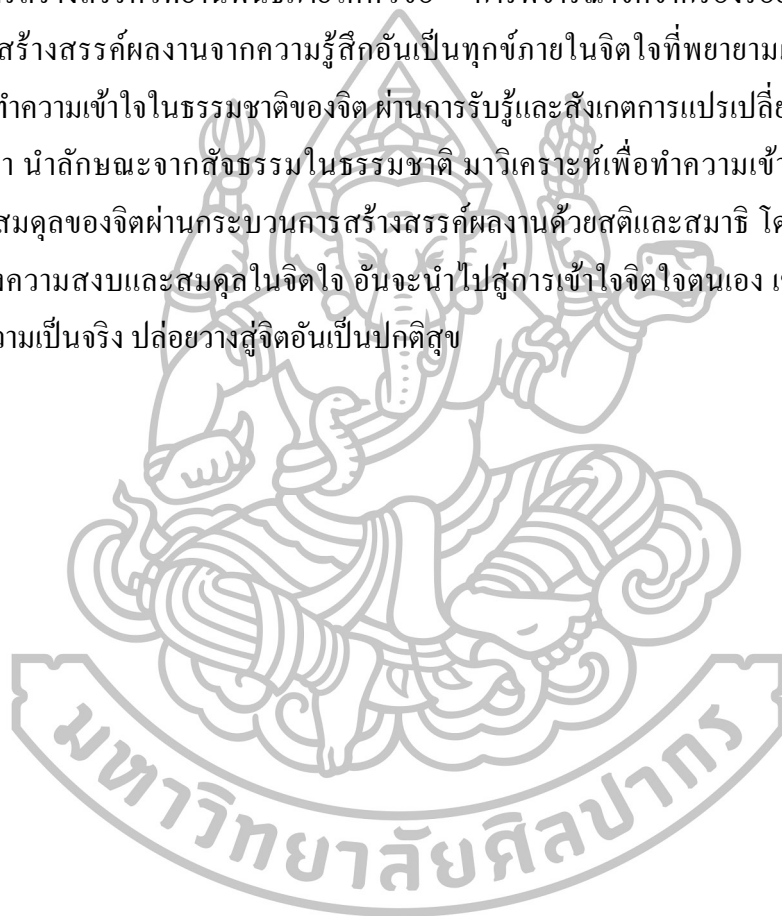 สร้างสรรค์ผลงานจากความรู้สึกอันเป็นทุกข์ภายในจิตใจที่พยายาม
ทำความเข้าใจในธรรมชาติของจิต ผ่านการรับรู้และสังเกตการแปรเปลี่ย
า นำลักษณะจากสัจธรรมในธรรมชาติ มาวิเคราะห์เพื่อทำความเข้า
สมดุลของจิตผ่านกระบวนการสร้างสรรค์ผลงานด้วยสติและสมาธิ โด
งความสงบและสมดุลในจิตใจ อันจะนำไปสู่การเข้าใจจิตใจตนเอง เ
วามเป็นจริง ปล่อยวางสู่จิตอันเป็นปกติสุข
มหาวิทยาลัยศิลปากร